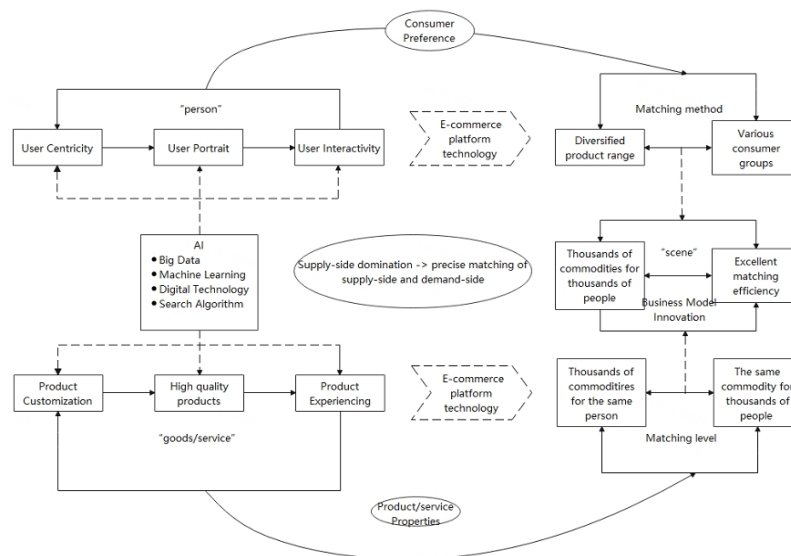 Consumer
Preference
"person"
User Centricity
User Portrait
User Interactivity
E-commerce
platform
technology
Matching method
Diversified
product range
Various
consumer
groups
AI
● Big Data
● Machine Learning
● Digital Technology
● Search Algorithm
Supply-side domination -> precise matching of
supply-side and demand-side
Thousands of
commodities for
thousands of
people
"scene"
Excellent
matching
efficiency
Business Model
Innovation
Product
Customization
High quality
products
Product
Experiencing
E-commerce
platform
technology
Thousands of
commoditires
for the same
person
The same
commodity for
thousands of
people
"goods/service"
Matching level
Product/service
Properties